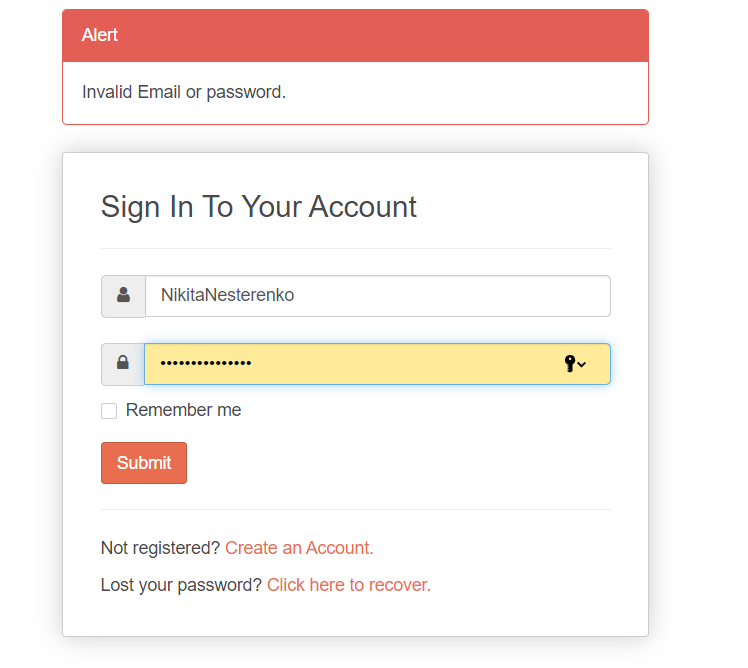 Alert
Invalid Email or password.
Sign In To Your Account
NikitaNesterenko
•••••••••••••••
Remember me
Submit
Not registered? Create an Account.
Lost your password? Click here to recover.